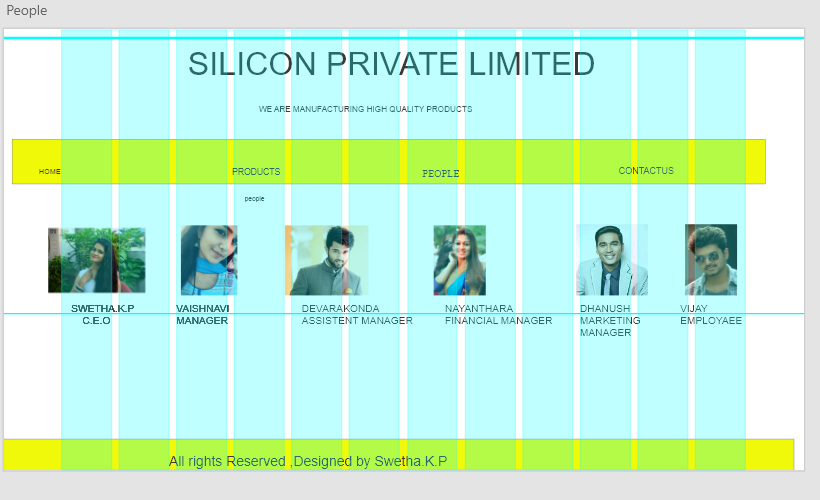 People
SILICON PRIVATE LIMITED
WE ARE MANUFACTURING HIGH QUALITY PRODUCTS
HOME
PRODUCTS
PEOPLE
CONTACTUS
people
SWETHA.K.P
C.E.O
VAISHNAVI
MANAGER
DEVARAKONDA
ASSISTENT MANAGER
NAYANTHARA
FINANCIAL MANAGER
DHANUSH
MARKETING
MANAGER
VIJAY
EMPLOYAEE
All rights Reserved ,Designed by Swetha.K.P